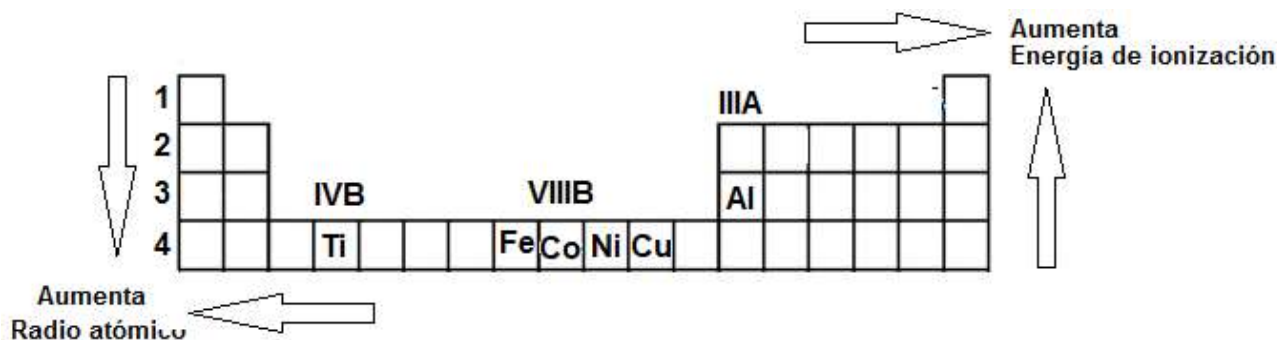 Aumenta
Energía de ionización
1
IIIA
2
3
IVB
VIIIB
Al
4
Ti
Fe
Co
Ni
Cu
Aumenta
Radio atómico